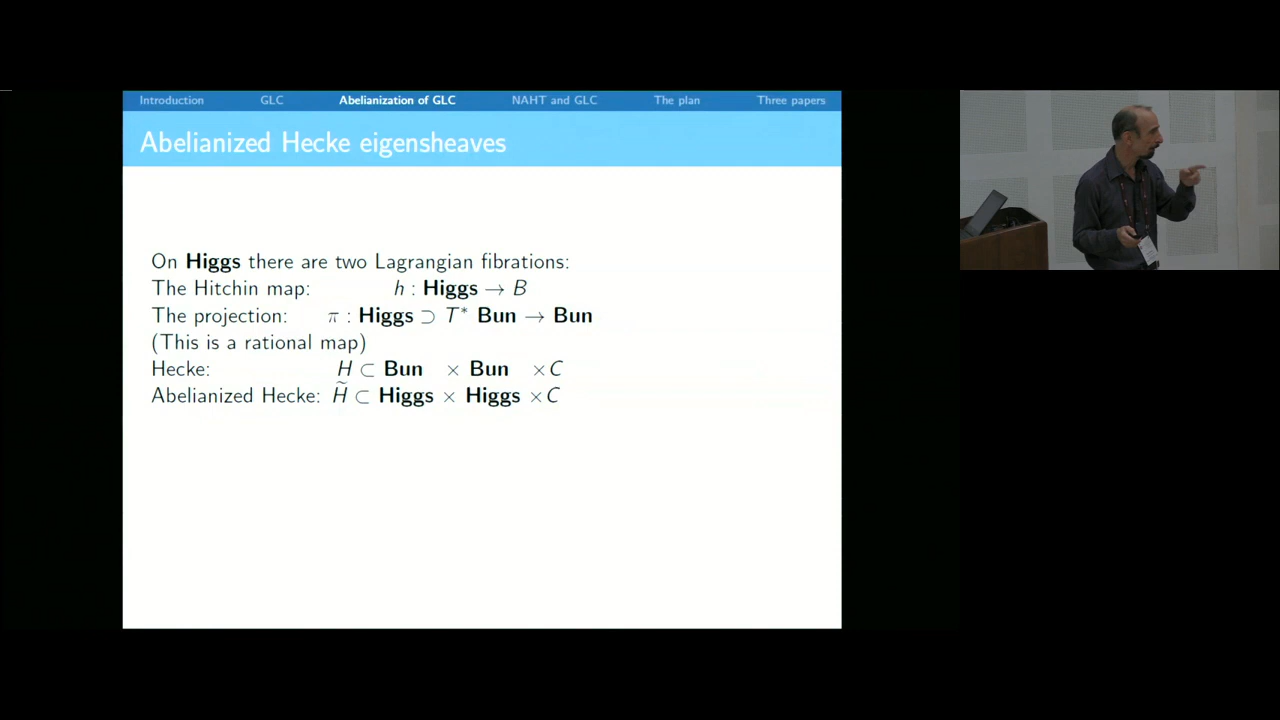 Introduction GLC Abelianization of GLC NAHT and GLC The plan Three papers
Abelianized Hecke eigensheaves
On Higgs there are two Lagrangian fibrations:
The Hitchin map: h : Higgs → B
The projection: π : Higgs ⊃ T* Bun → Bun
(This is a rational map)
Hecke: H ⊂ Bun × Bun × C
Abelianized Hecke: H̃ ⊂ Higgs × Higgs × C